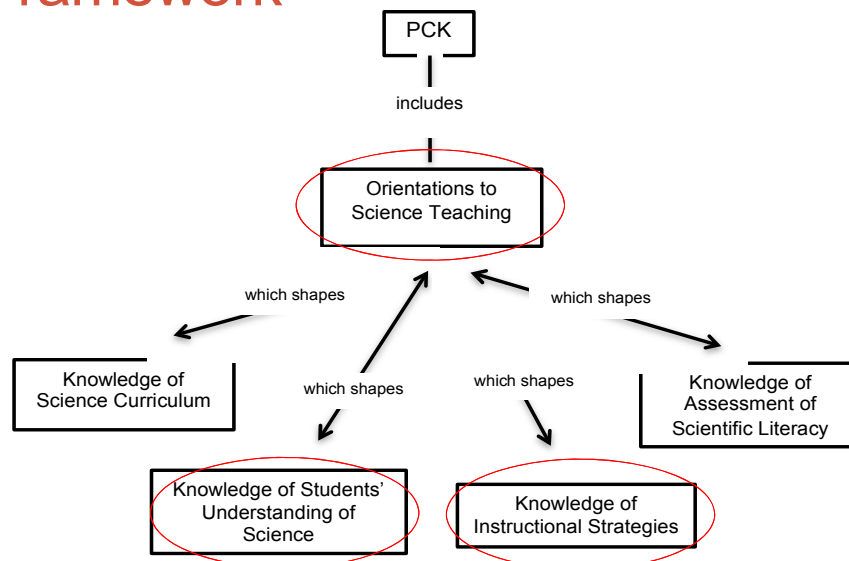 ramework
PCK
includes
Orientations to
Science Teaching
which shapes
which shapes
which shapes
which shapes
Knowledge of
Science Curriculum
Knowledge of
Assessment of
Scientific Literacy
Knowledge of Students’
Understanding of
Science
Knowledge of
Instructional Strategies